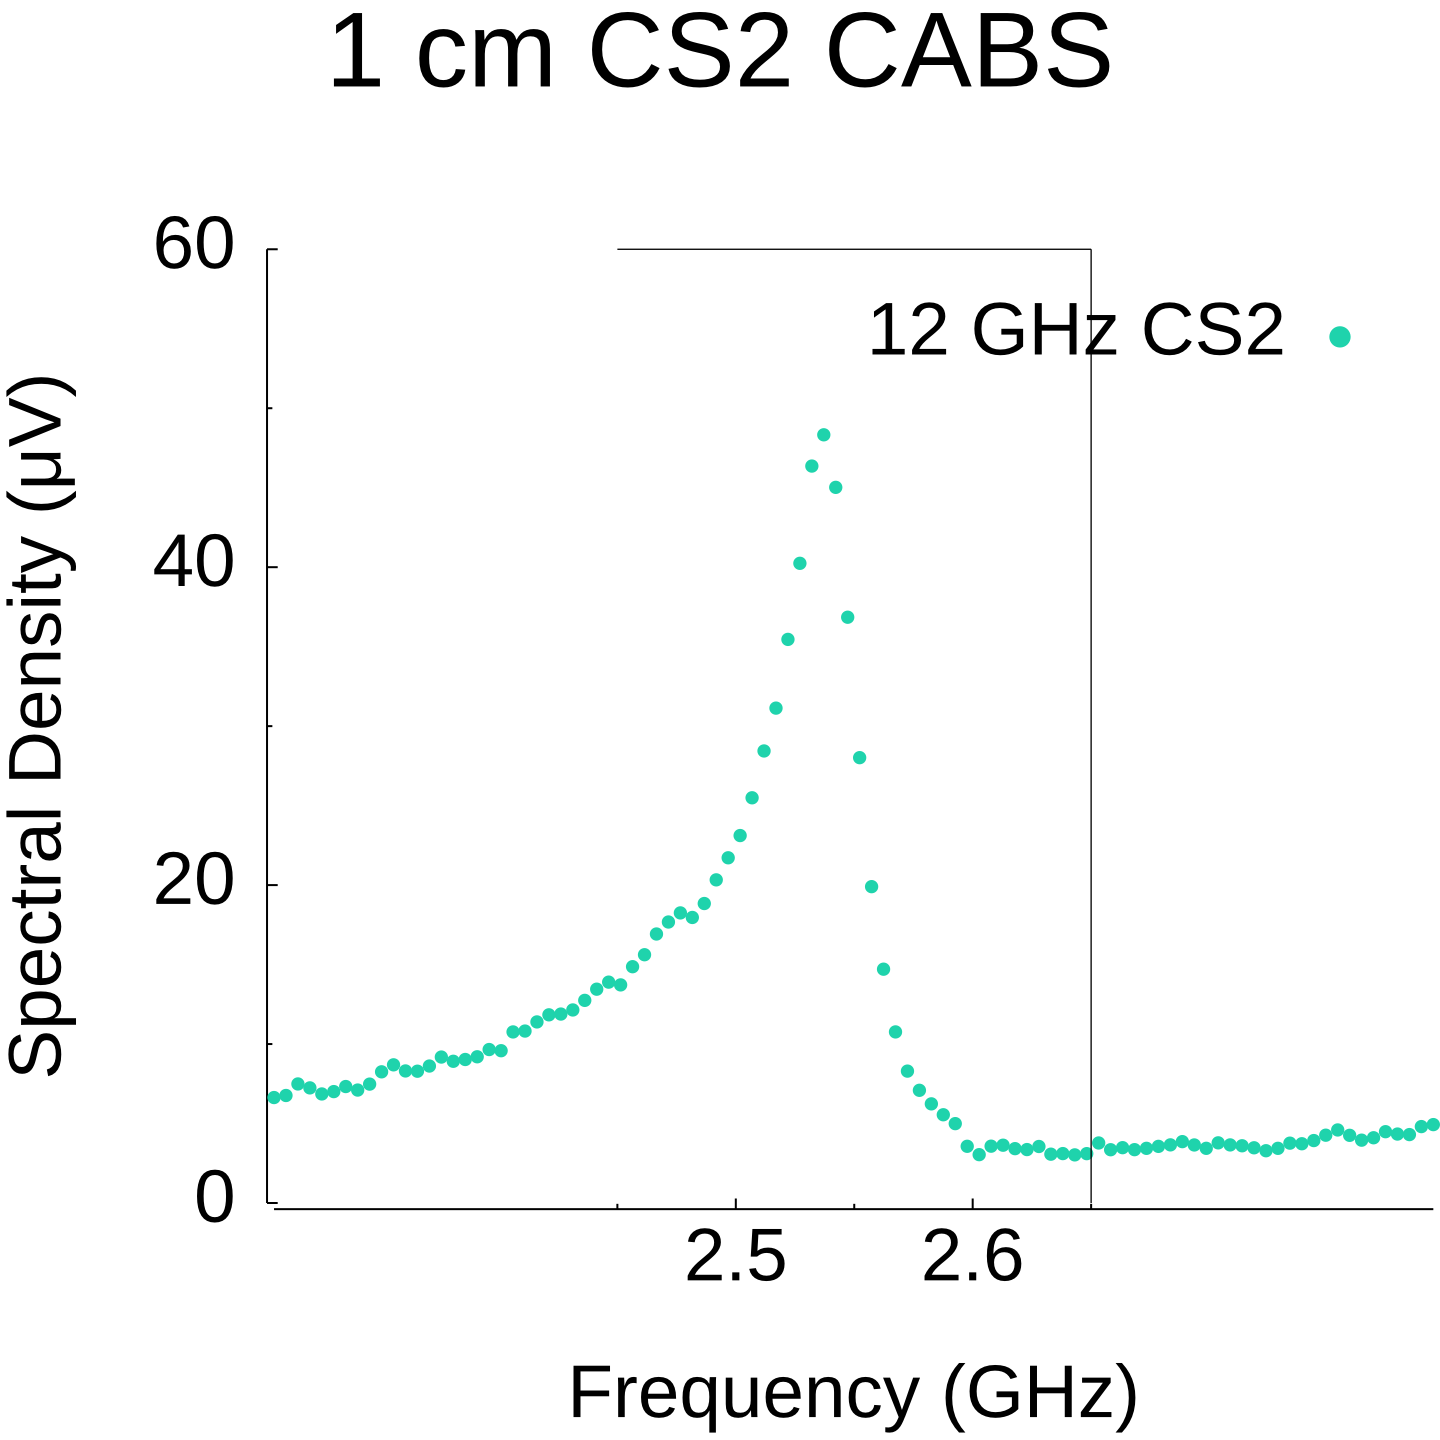 1 cm CS2 CABS
60
12 GHz CS2
40
20
0
Spectral Density (μV)
2.5 2.6
Frequency (GHz)